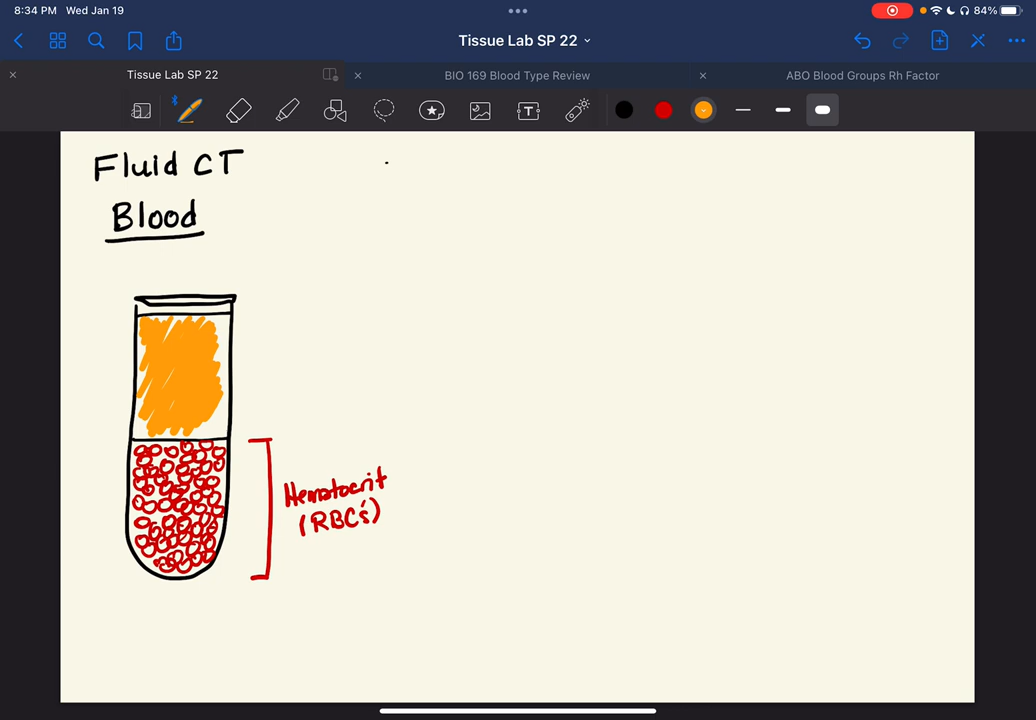 8:34 PM Wed Jan 19
84%
Tissue Lab SP 22
Tissue Lab SP 22
BIO 169 Blood Type Review
ABO Blood Groups Rh Factor
T
Fluid CT
Blood
Hematocrit
(RBC's)